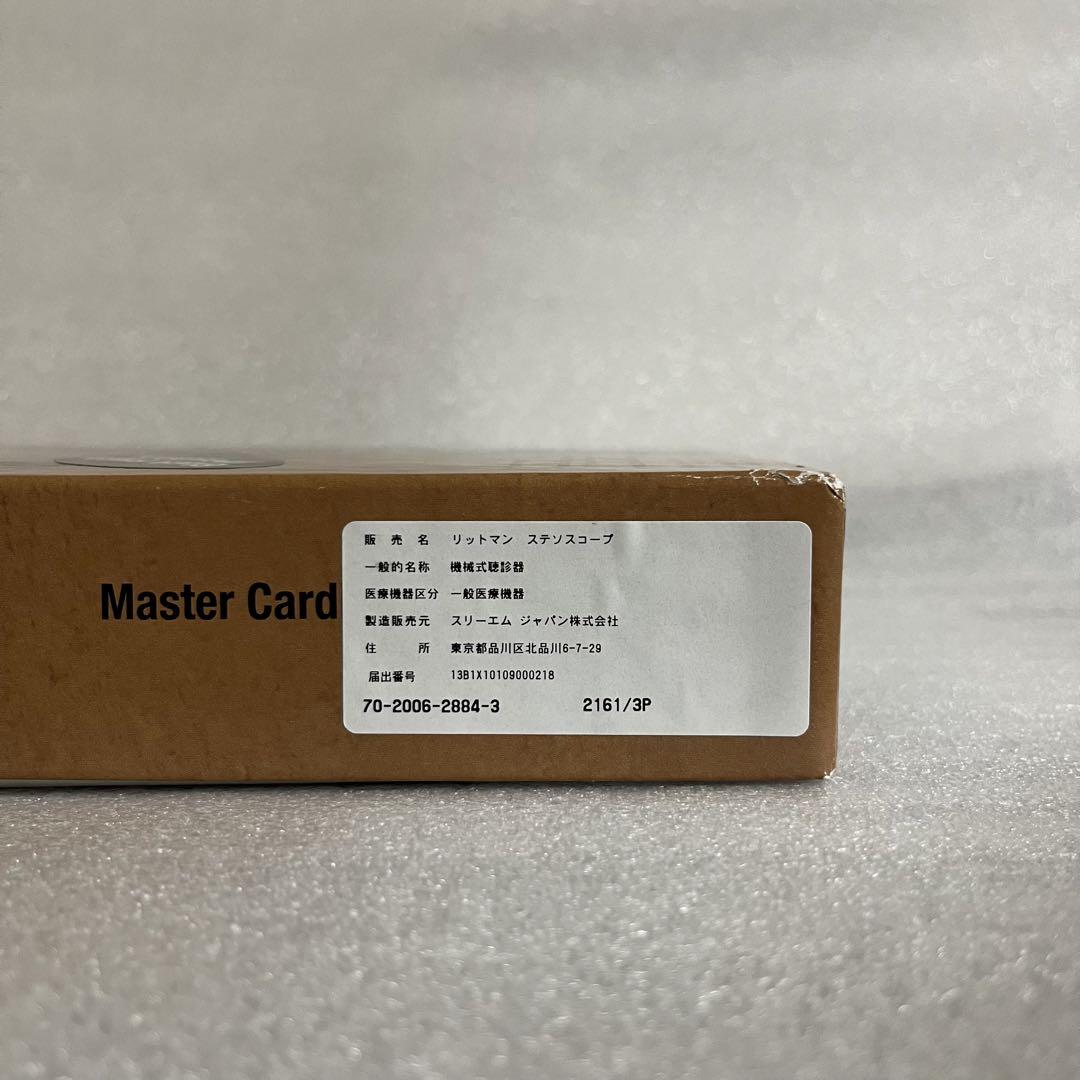 Master Card
販売名 リットマン ステソスコープ
一般的名称 機械式聴診器
医療機器区分 一般医療機器
製造販売元 スリーエム ジャパン株式会社
住所 東京都品川区北品川6-7-29
届出番号 13B1X10109000218
70-2006-2884-3 2161/3P